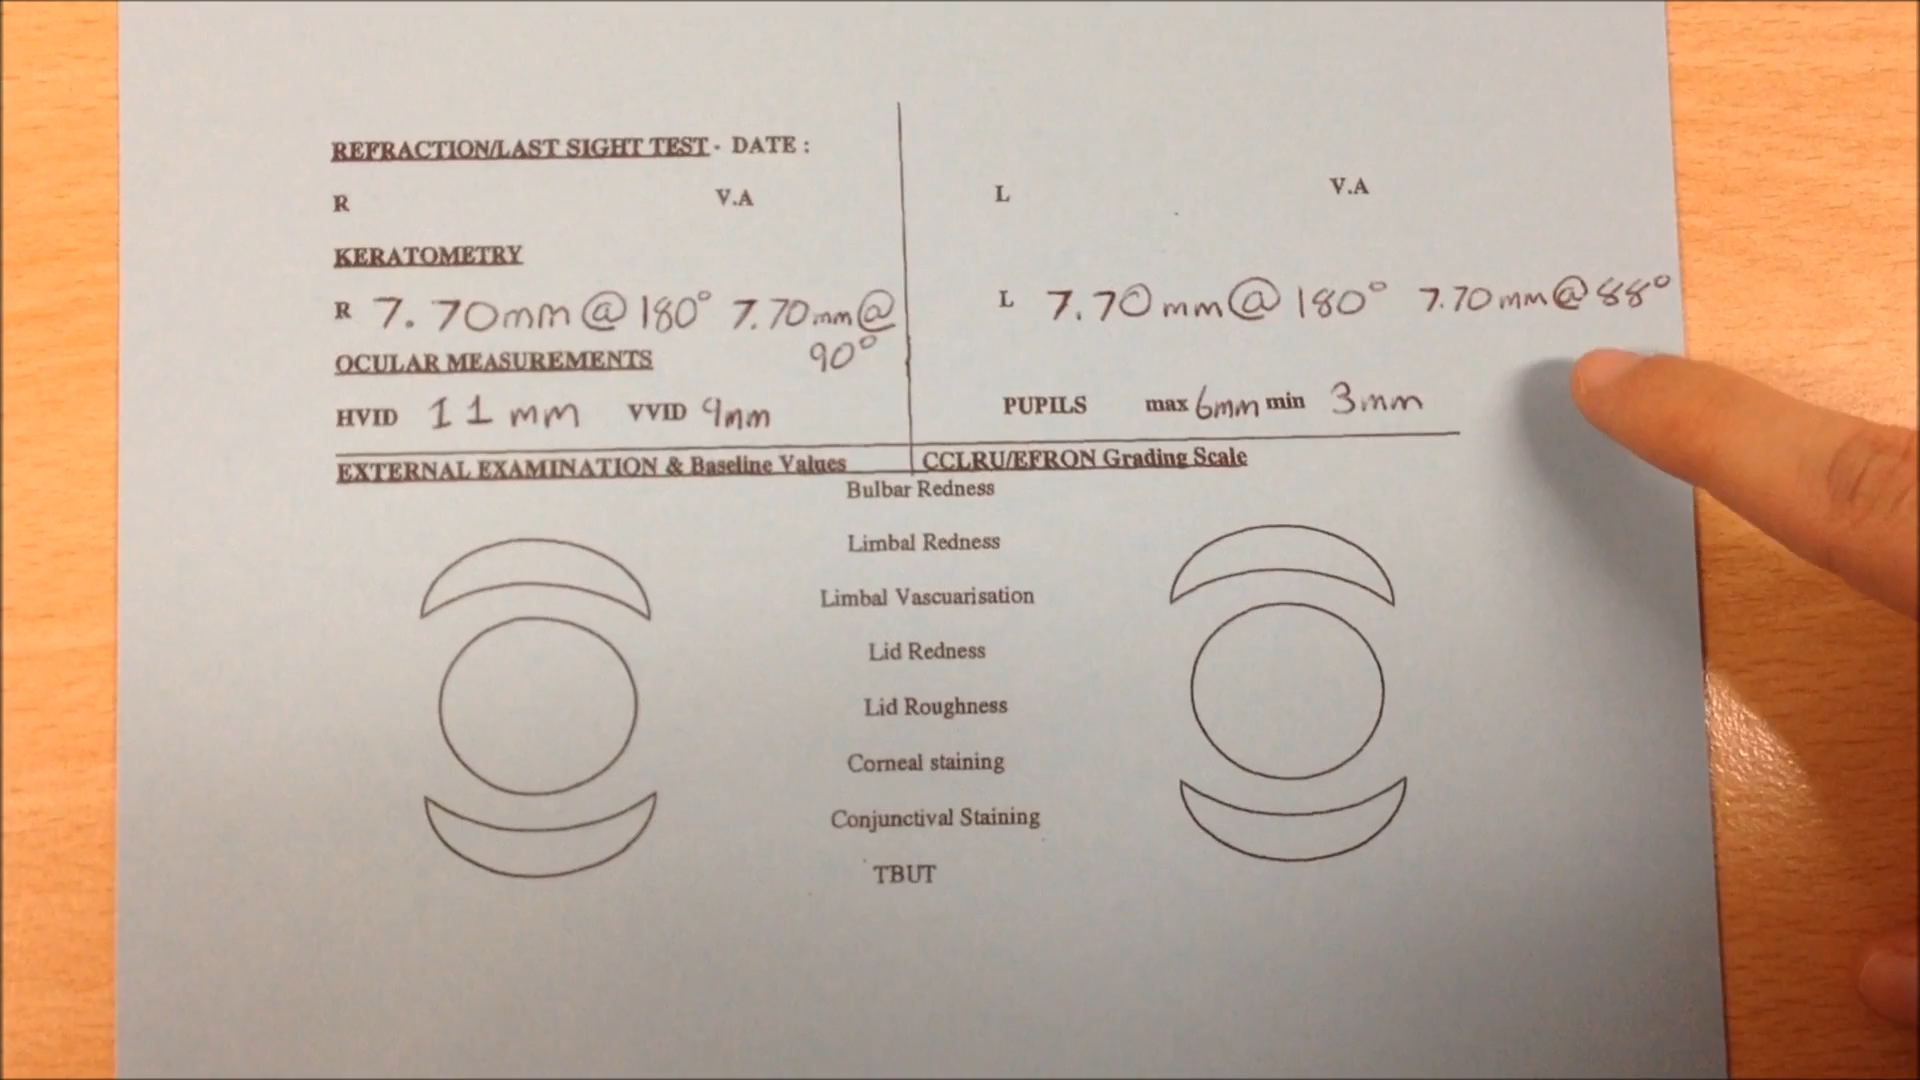 REFRACTION/LAST SIGHT TEST - DATE :
R V.A L V.A
KERATOMETRY
R 7.70mm@180° 7.70mm@ 90°
L 7.70mm@180° 7.70mm@88°
OCULAR MEASUREMENTS
HVID 11mm VVID 9mm
PUPILS max 6mm min 3mm
EXTERNAL EXAMINATION & Baseline Values CCLRU/EFRON Grading Scale
Bulbar Redness
Limbal Redness
Limbal Vascuarisation
Lid Redness
Lid Roughness
Corneal staining
Conjunctival Staining
TBUT